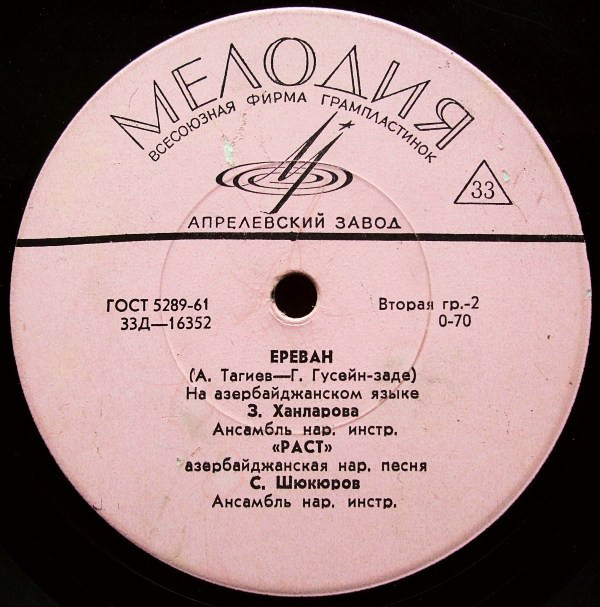 МЕЛОДИЯ
ВСЕСОЮЗНАЯ ФИРМА ГРАМПЛАСТИНОК
33
АПРЕЛЕВСКИЙ ЗАВОД
ГОСТ 5289-61
33Д—16352
Вторая гр.-2
0-70
ЕРЕВАН
(А. Тагиев—Г. Гусейн-заде)
На азербайджанском языке
З. Ханларова
Ансамбль нар. инстр.
«РАСТ»
азербайджанская нар. песня
С. Шюкюров
Ансамбль нар. инстр.